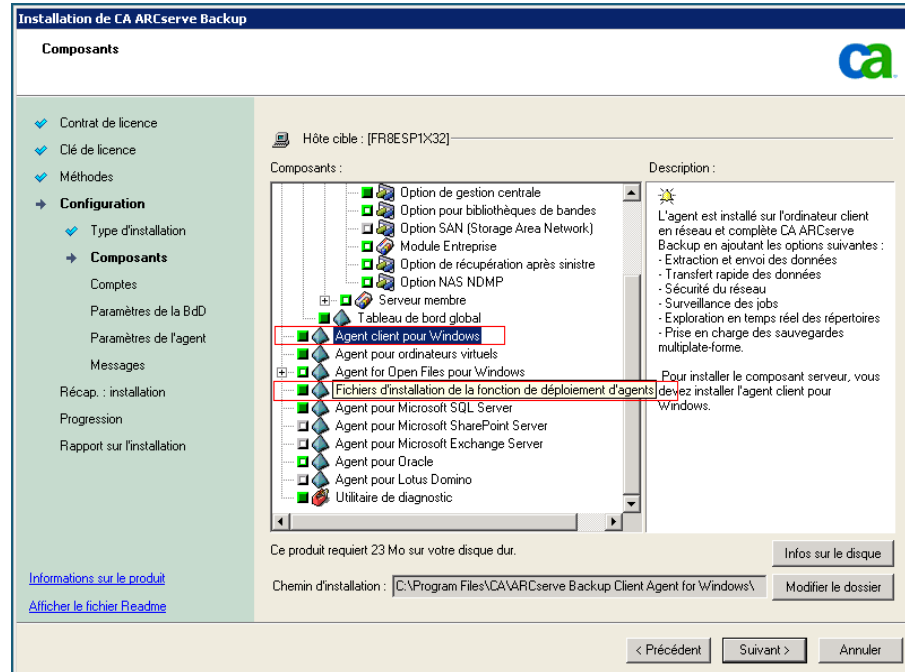 Installation de CA ARCserve Backup
Composants
ca
Contrat de licence
Clé de licence
Méthodes
Configuration
Type d'installation
Composants
Comptes
Paramètres de la BdD
Paramètres de l'agent
Messages
Récap. : installation
Progression
Rapport sur l'installation
Informations sur le produit
Afficher le fichier Readme
Hôte cible : [FR8ESP1X32]
Composants :
Option de gestion centrale
Option pour bibliothèques de bandes
Option SAN (Storage Area Network)
Module Entreprise
Option de récupération après sinistre
Option NAS NDMP
Serveur membre
Tableau de bord global
Agent client pour Windows
Agent pour ordinateurs virtuels
Agent for Open Files pour Windows
Fichiers d'installation de la fonction de déploiement d'agents
Agent pour Microsoft SQL Server
Agent pour Microsoft SharePoint Server
Agent pour Microsoft Exchange Server
Agent pour Oracle
Agent pour Lotus Domino
Utilitaire de diagnostic
Description :
L'agent est installé sur l'ordinateur client
en réseau et complète CA ARCserve
Backup en ajoutant les options suivantes :
- Extraction et envoi des données
- Transfert rapide des données
- Sécurité du réseau
- Surveillance des jobs
- Exploration en temps réel des répertoires
- Prise en charge des sauvegardes
multiplate-forme.
Pour installer le composant serveur, vous
devez installer l'agent client pour
Windows.
Ce produit requiert 23 Mo sur votre disque dur.
Infos sur le disque
Chemin d'installation : C:\Program Files\CA\ARCserve Backup Client Agent for Windows\
Modifier le dossier
< Précédent
Suivant >
Annuler